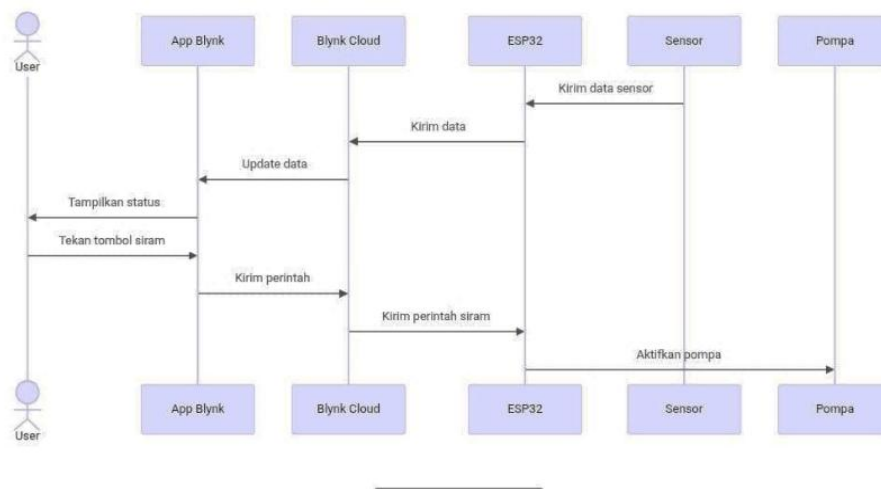 User
App Blynk
Blynk Cloud
ESP32
Sensor
Pompa
Kirim data sensor
Kirim data
Update data
Tampilkan status
Tekan tombol siram
Kirim perintah
Kirim perintah siram
Aktifkan pompa
User
App Blynk
Blynk Cloud
ESP32
Sensor
Pompa